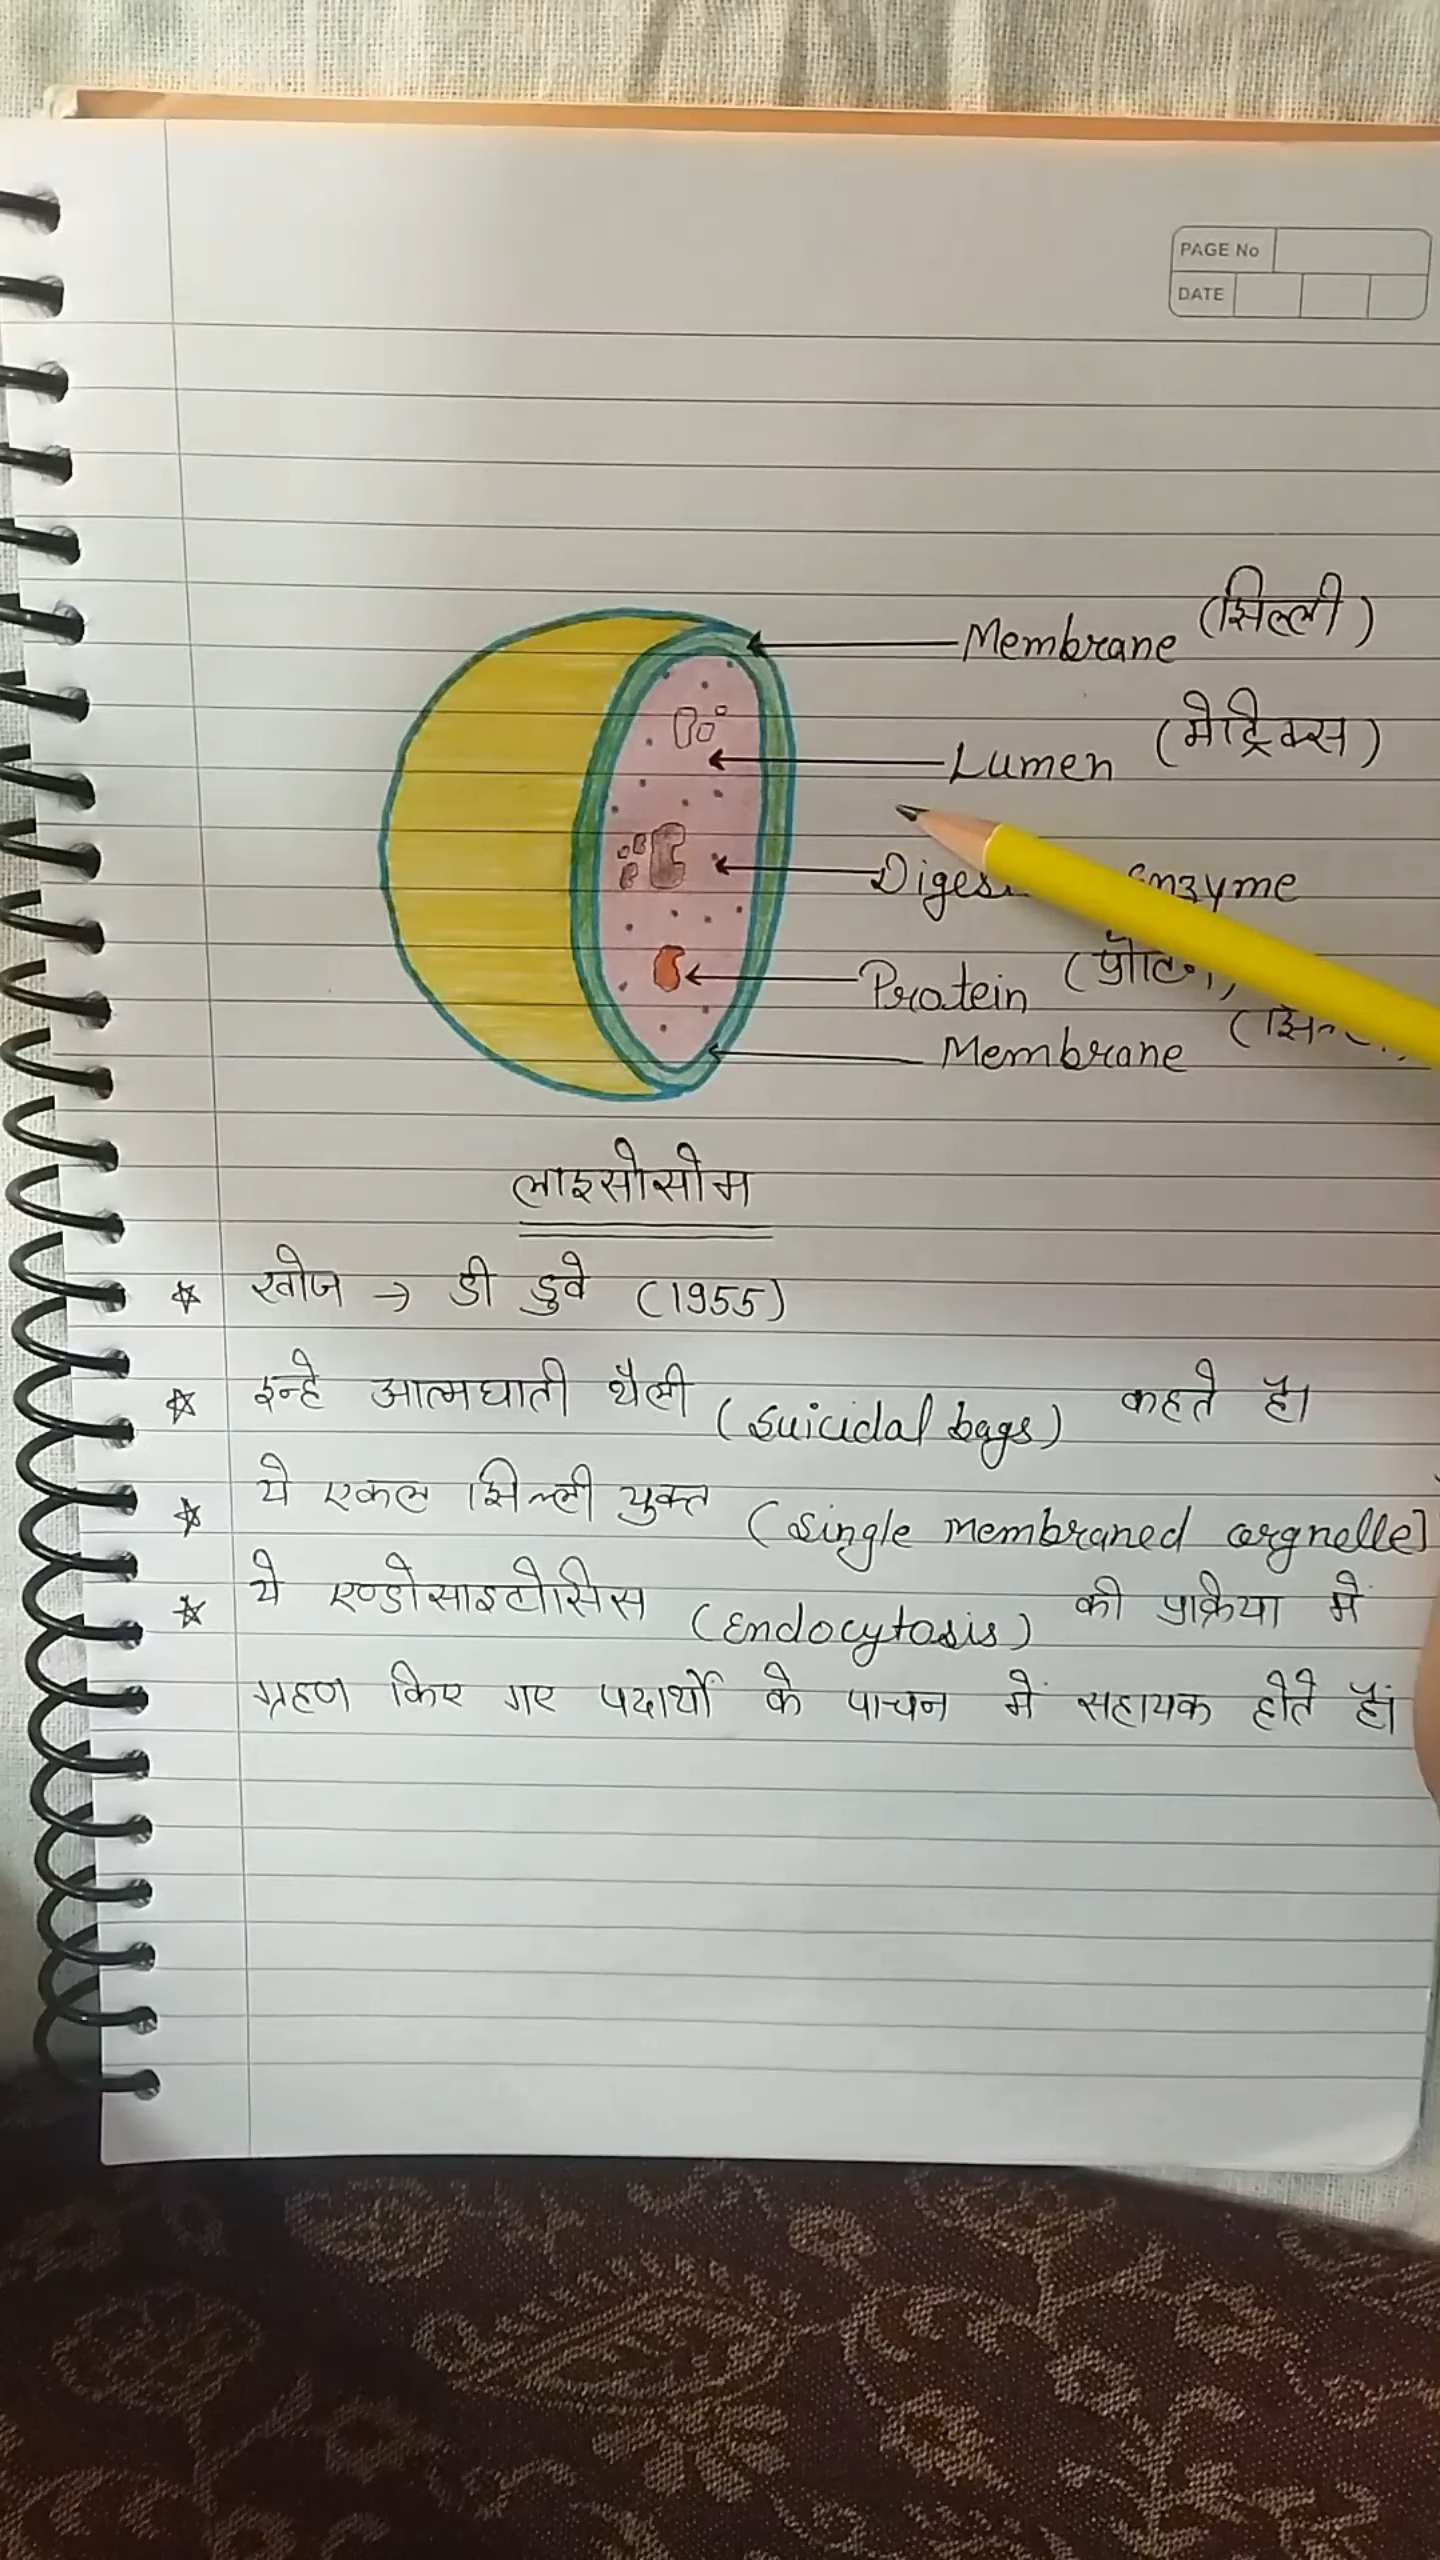 PAGE No
DATE
Membrane (झिल्ली)
Lumen (मैट्रिक्स)
Enzyme
Protein
Membrane
लाइसोसोम
☆ खोज → डी डुवे (1955)
☆ इन्हे आत्मघाती थैली (suicidal bags) कहते है।
☆ ये एकल झिल्ली युक्त (single membraned orgnelle]
☆ ये एण्डोसाइटोसिस (Endocytosis) की प्रक्रिया में
ग्रहण किए गए पदार्थो के पाचन में सहायक होते हैं।